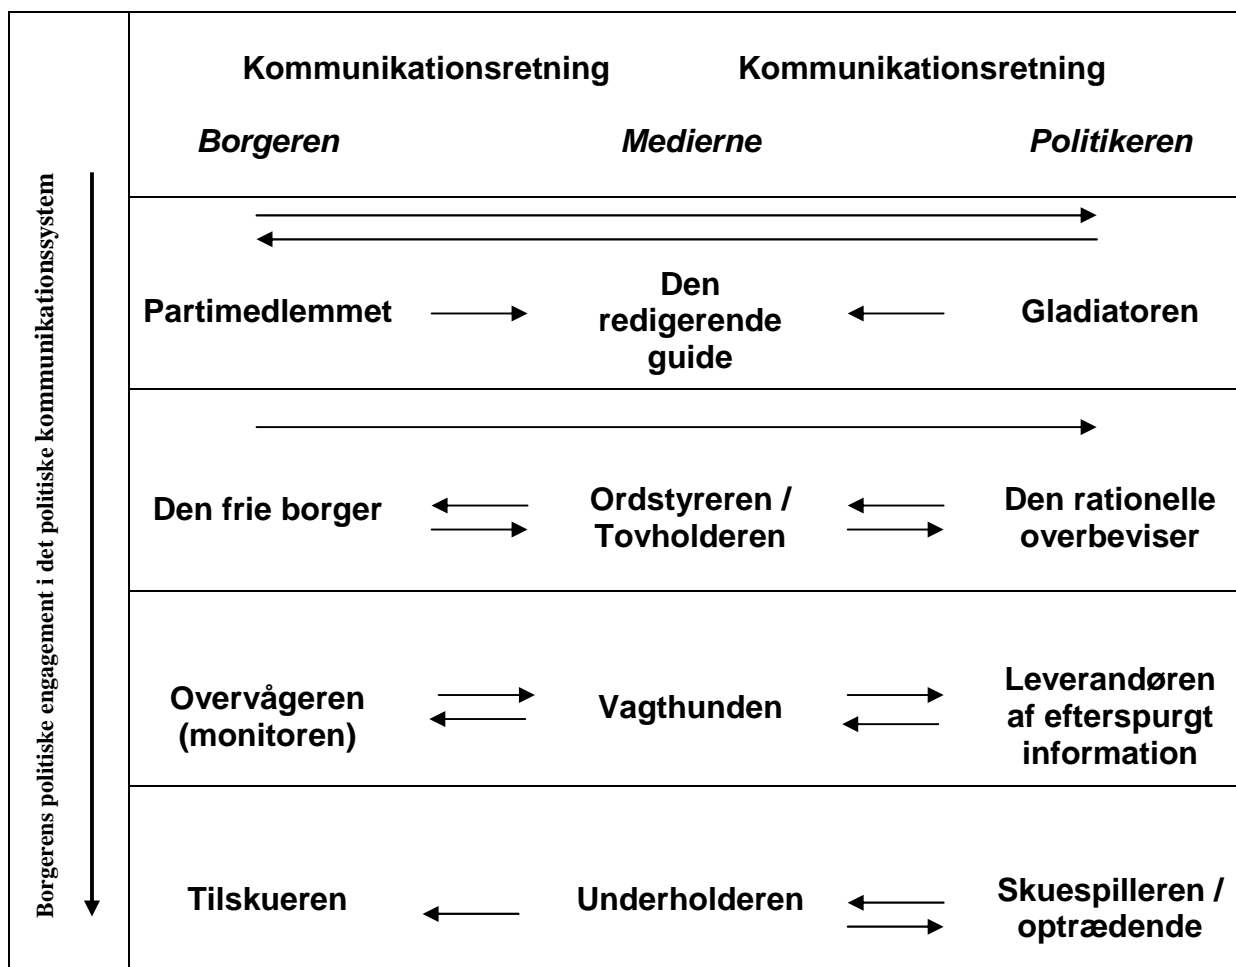 Kommunikationsretning Kommunikationsretning
Borgeren Medierne Politikeren
Borgerens politiske engagement i det politiske kommunikationssystem
Partimedlemmet
Den
redigerende
guide
Gladiatoren
Den frie borger
Ordstyreren /
Tovholderen
Den rationelle
overbeviser
Overvågeren
(monitoren)
Vagthunden
Leverandøren
af efterspurgt
information
Tilskueren
Underholderen
Skuespilleren /
optrædende